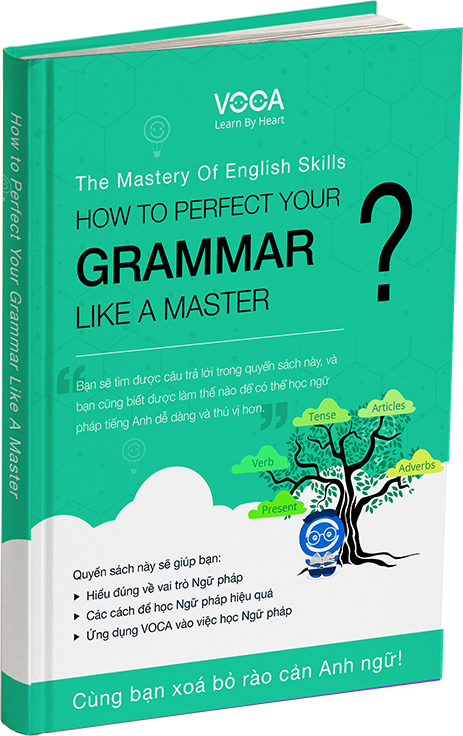 VOCA
Learn By Heart
The Mastery Of English Skills
HOW TO PERFECT YOUR
GRAMMAR
LIKE A MASTER
?
“Bạn sẽ tìm được câu trả lời trong quyển sách này, và
bạn cũng biết được làm thế nào để có thể học ngữ
pháp tiếng Anh dễ dàng và thú vị hơn.”
Tense
Articles
Verb
Adverbs
Present
Quyển sách này sẽ giúp bạn:
▸ Hiểu đúng về vai trò Ngữ pháp
▸ Các cách để học Ngữ pháp hiệu quả
▸ Ứng dụng VOCA vào việc học Ngữ pháp
Cùng bạn xoá bỏ rào cản Anh ngữ!
How to Perfect Your Grammar Like A Master